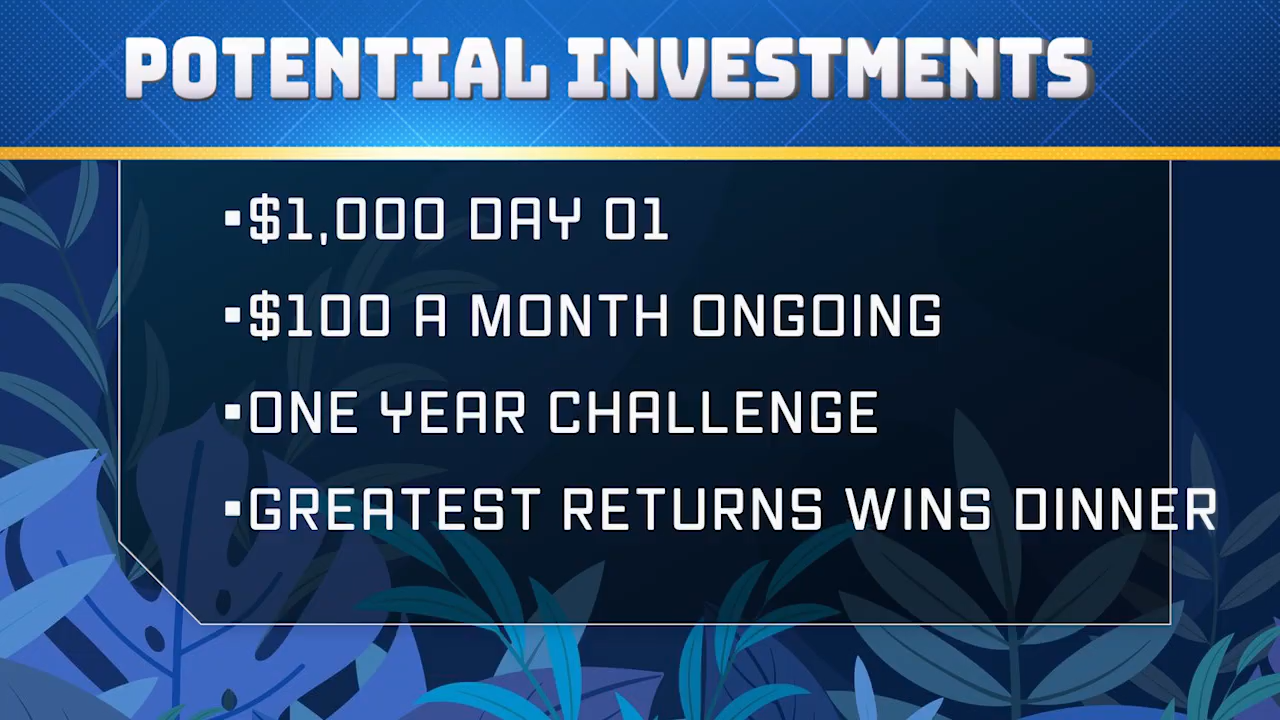 POTENTIAL INVESTMENTS
▪$1,000 DAY 01
▪$100 A MONTH ONGOING
▪ONE YEAR CHALLENGE
▪GREATEST RETURNS WINS DINNER